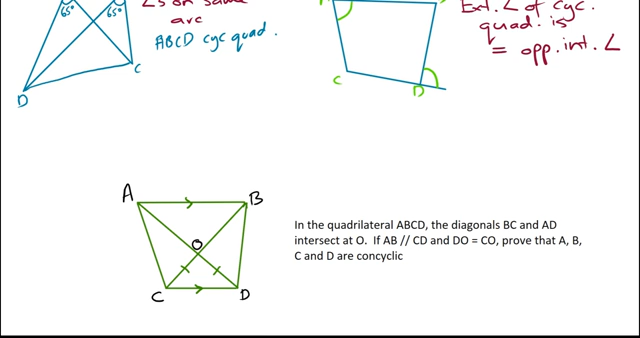 ∠s on same
arc
ABCD cyc quad.
65°
65°
C
D
Ext. ∠ of cyc.
quad. is
= opp. int. ∠
C
D
A
B
O
C
D
In the quadrilateral ABCD, the diagonals BC and AD
intersect at O.  If AB // CD and DO = CO, prove that A, B,
C and D are concyclic